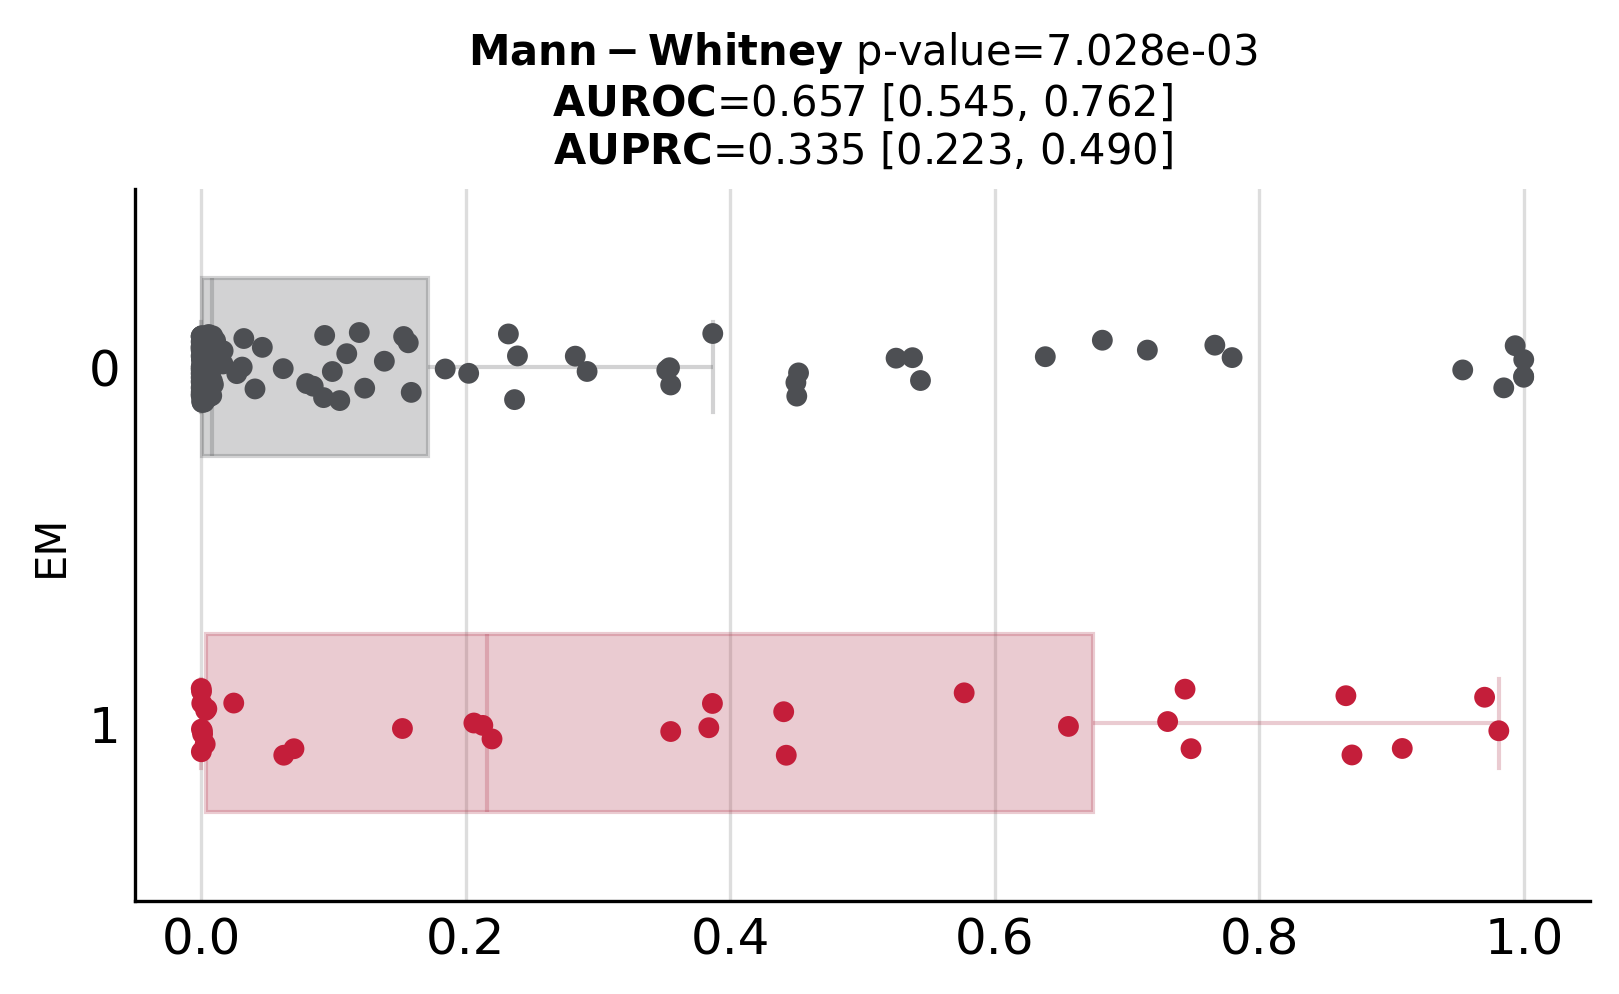 Mann − Whitney p-value=7.028e-03
AUROC=0.657 [0.545, 0.762]
AUPRC=0.335 [0.223, 0.490]
0
EM
1
0.0 0.2 0.4 0.6 0.8 1.0